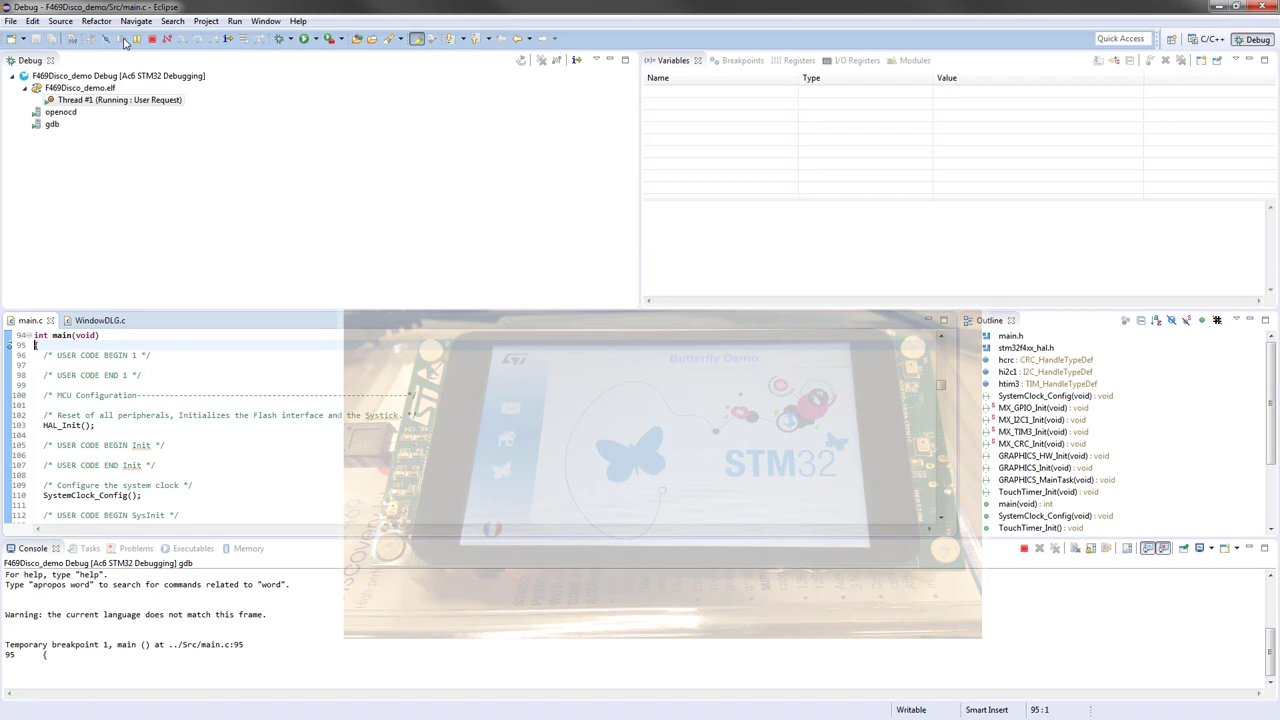 Debug - F469Disco_demo/Src/main.c - Eclipse
File Edit Source Refactor Navigate Search Project Run Window Help
Quick Access C/C++ Debug
Debug
F469Disco_demo Debug [Ac6 STM32 Debugging]
F469Disco_demo.elf
Thread #1 (Running : User Request)
openocd
gdb
Variables Breakpoints Registers I/O Registers Modules
Name Type Value
main.c WindowDLG.c
94 int main(void)
95 {
96 /* USER CODE BEGIN 1 */
97
98 /* USER CODE END 1 */
99
100 /* MCU Configuration----------------------------------------------------------*/
101
102 /* Reset of all peripherals, Initializes the Flash interface and the Systick. */
103 HAL_Init();
104
105 /* USER CODE BEGIN Init */
106
107 /* USER CODE END Init */
108
109 /* Configure the system clock */
110 SystemClock_Config();
111
112 /* USER CODE BEGIN SysInit */
Butterfly Demo
STM32
Outline
main.h
stm32f4xx_hal.h
hcrc : CRC_HandleTypeDef
hi2c1 : I2C_HandleTypeDef
htim3 : TIM_HandleTypeDef
SystemClock_Config(void) : void
MX_GPIO_Init(void) : void
MX_I2C1_Init(void) : void
MX_TIM3_Init(void) : void
MX_CRC_Init(void) : void
GRAPHICS_HW_Init(void) : void
GRAPHICS_Init(void) : void
GRAPHICS_MainTask(void) : void
TouchTimer_Init(void) : void
main(void) : int
SystemClock_Config(void) : void
TouchTimer_Init() : void
Console Tasks Problems Executables Memory
F469Disco_demo Debug [Ac6 STM32 Debugging] gdb
For help, type "help".
Type "apropos word" to search for commands related to "word".
Warning: the current language does not match this frame.
Temporary breakpoint 1, main () at ../Src/main.c:95
95 {
Writable Smart Insert 95 : 1